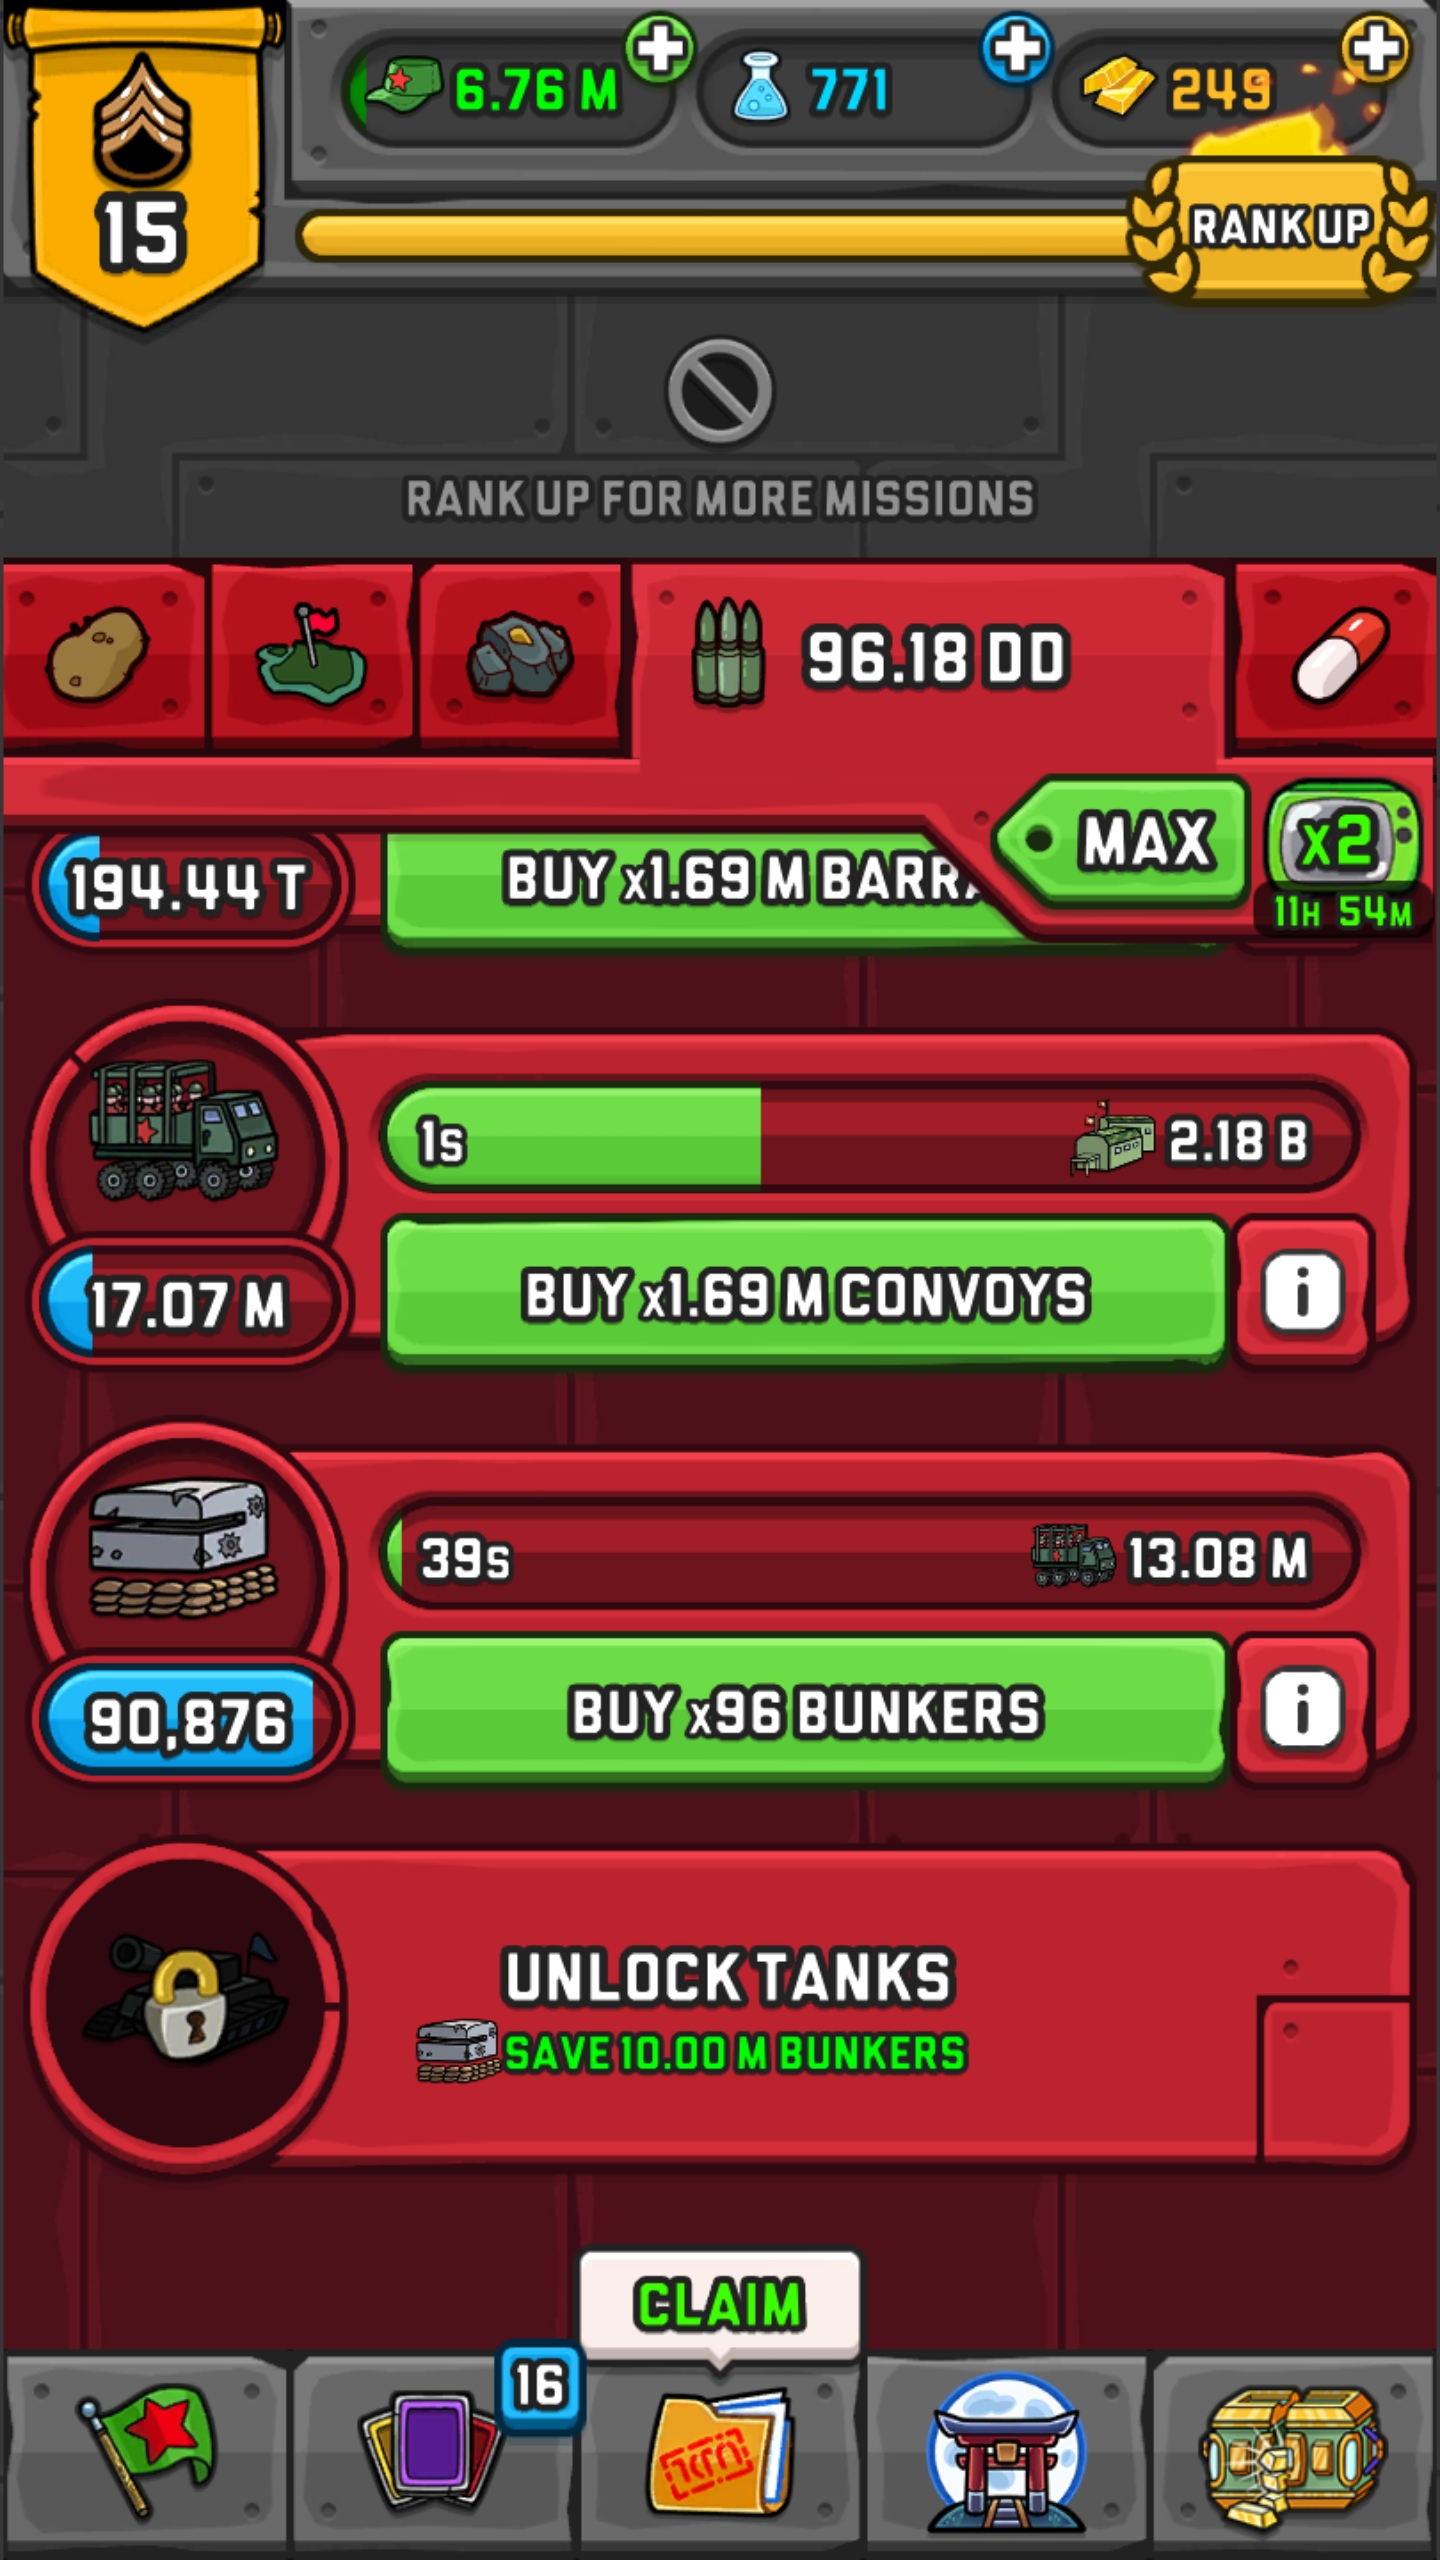 6.76 M
771
249
15
RANK UP
RANK UP FOR MORE MISSIONS
96.18 DD
MAX
x2
11H 54M
194.44 T
BUY x1.69 M BARRA
1s
2.18 B
17.07 M
BUY x1.69 M CONVOYS
i
39s
13.08 M
90,876
BUY x96 BUNKERS
i
UNLOCK TANKS
SAVE 10.00 M BUNKERS
CLAIM
16